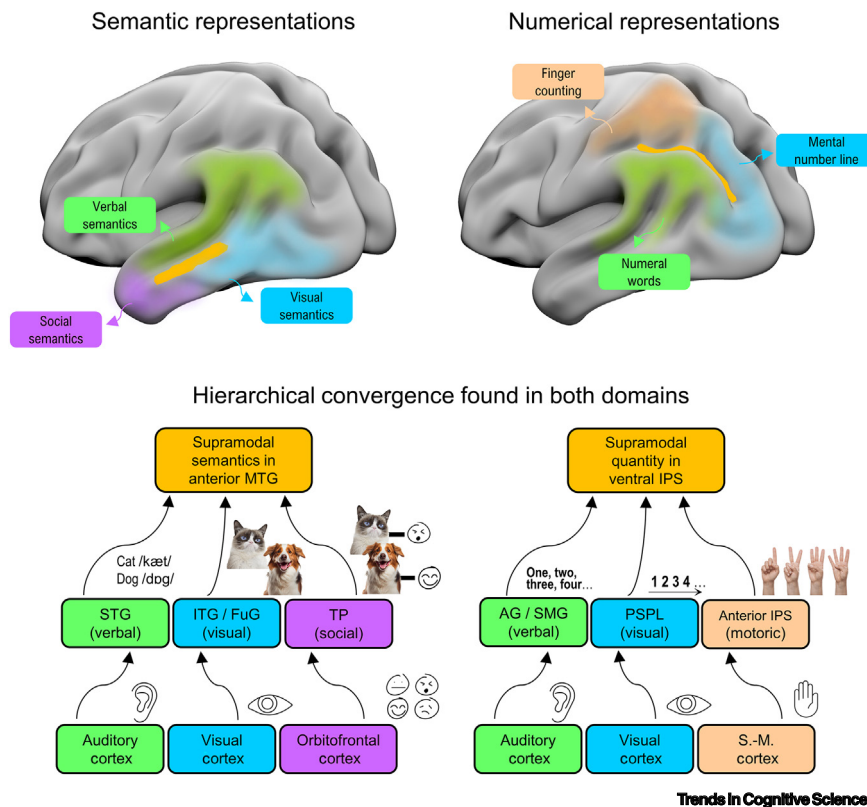 Semantic representations
Numerical representations
Finger
counting
Mental
number line
Verbal
semantics
Numeral
words
Visual
semantics
Social
semantics
Hierarchical convergence found in both domains
Supramodal
semantics in
anterior MTG
Supramodal
quantity in
ventral IPS
Cat /kæt/
Dog /dɒg/
One, two,
three, four...
1 2 3 4 ...
STG
(verbal)
ITG / FuG
(visual)
TP
(social)
AG / SMG
(verbal)
PSPL
(visual)
Anterior IPS
(motoric)
Auditory
cortex
Visual
cortex
Orbitofrontal
cortex
Auditory
cortex
Visual
cortex
S.-M.
cortex
Trends in Cognitive Science